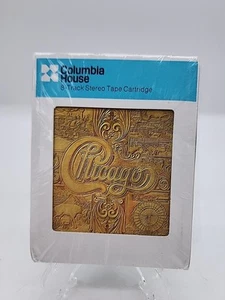 Columbia
House
8-Track Stereo Tape Cartridge
Chicago